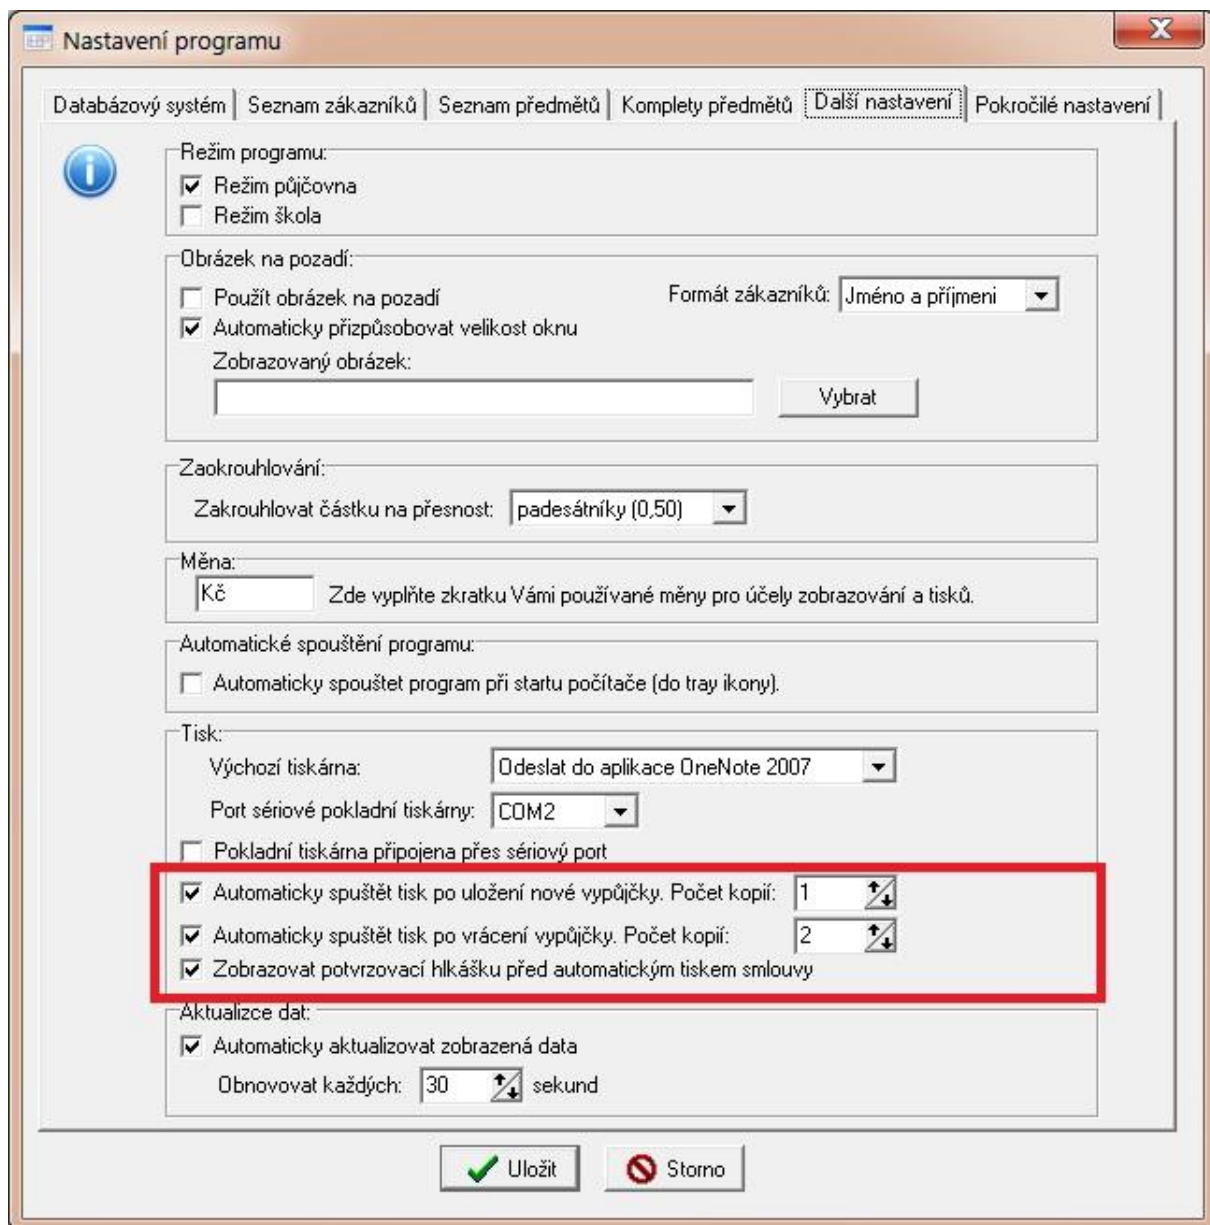 Nastavení programu
Databázový systém Seznam zákazníků Seznam předmětů Komplety předmětů Další nastavení Pokročilé nastavení
Režim programu:
Režim půjčovna
Režim škola
Obrázek na pozadí:
Použít obrázek na pozadí Formát zákazníků: Jméno a příjmeni
Automaticky přizpůsobovat velikost oknu
Zobrazovaný obrázek:
Vybrat
Zaokrouhlování:
Zakrouhlovat částku na přesnost: padesátníky (0,50)
Měna:
Kč Zde vyplňte zkratku Vámi používané měny pro účely zobrazování a tisků.
Automatické spouštění programu:
Automaticky spouštet program při startu počítače (do tray ikony).
Tisk:
Výchozí tiskárna: Odeslat do aplikace OneNote 2007
Port sériové pokladní tiskárny: COM2
Pokladní tiskárna připojena přes sériový port
Automaticky spuštět tisk po uložení nové vypůjčky. Počet kopií: 1
Automaticky spuštět tisk po vrácení vypůjčky. Počet kopií: 2
Zobrazovat potvrzovací hlkášku před automatickým tiskem smlouvy
Aktualizce dat:
Automaticky aktualizovat zobrazená data
Obnovovat každých: 30 sekund
Uložit Storno